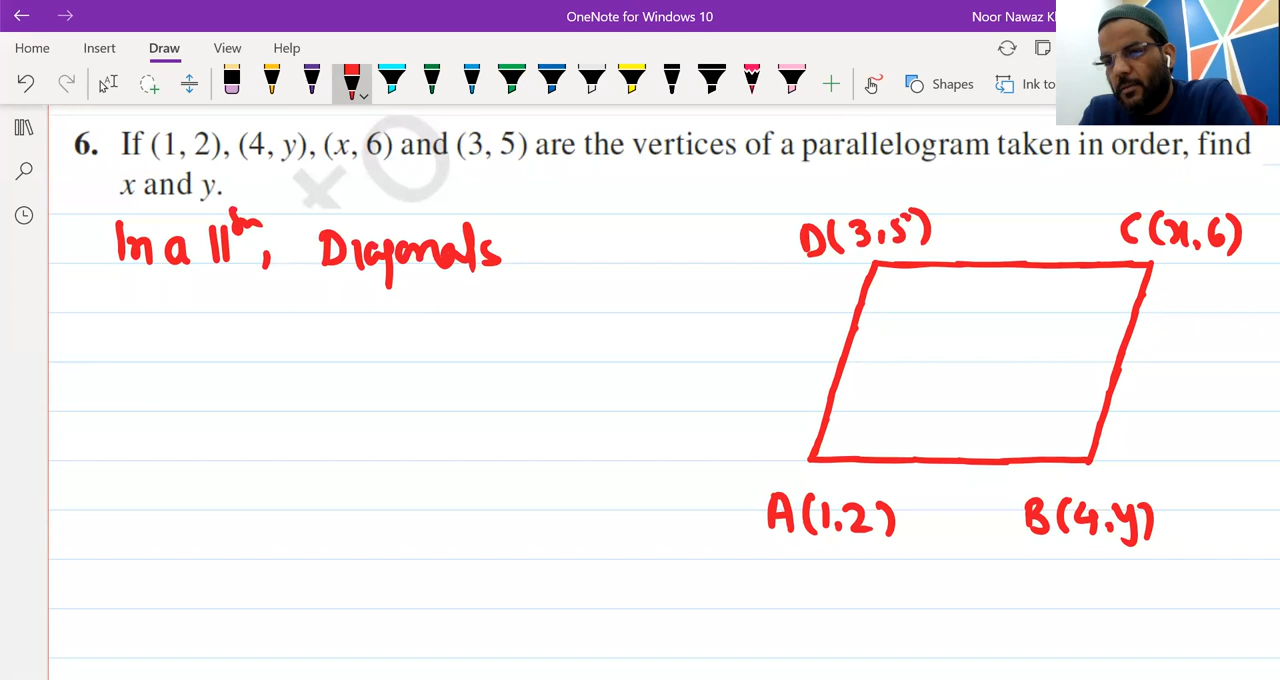 OneNote for Windows 10
Noor Nawaz
Home Insert Draw View Help
Shapes
Ink to
6. If (1, 2), (4, y), (x, 6) and (3, 5) are the vertices of a parallelogram taken in order, find
x and y.
In a ||gm, Diagonals
D(3,5) C(x,6)
A(1,2) B(4,y)